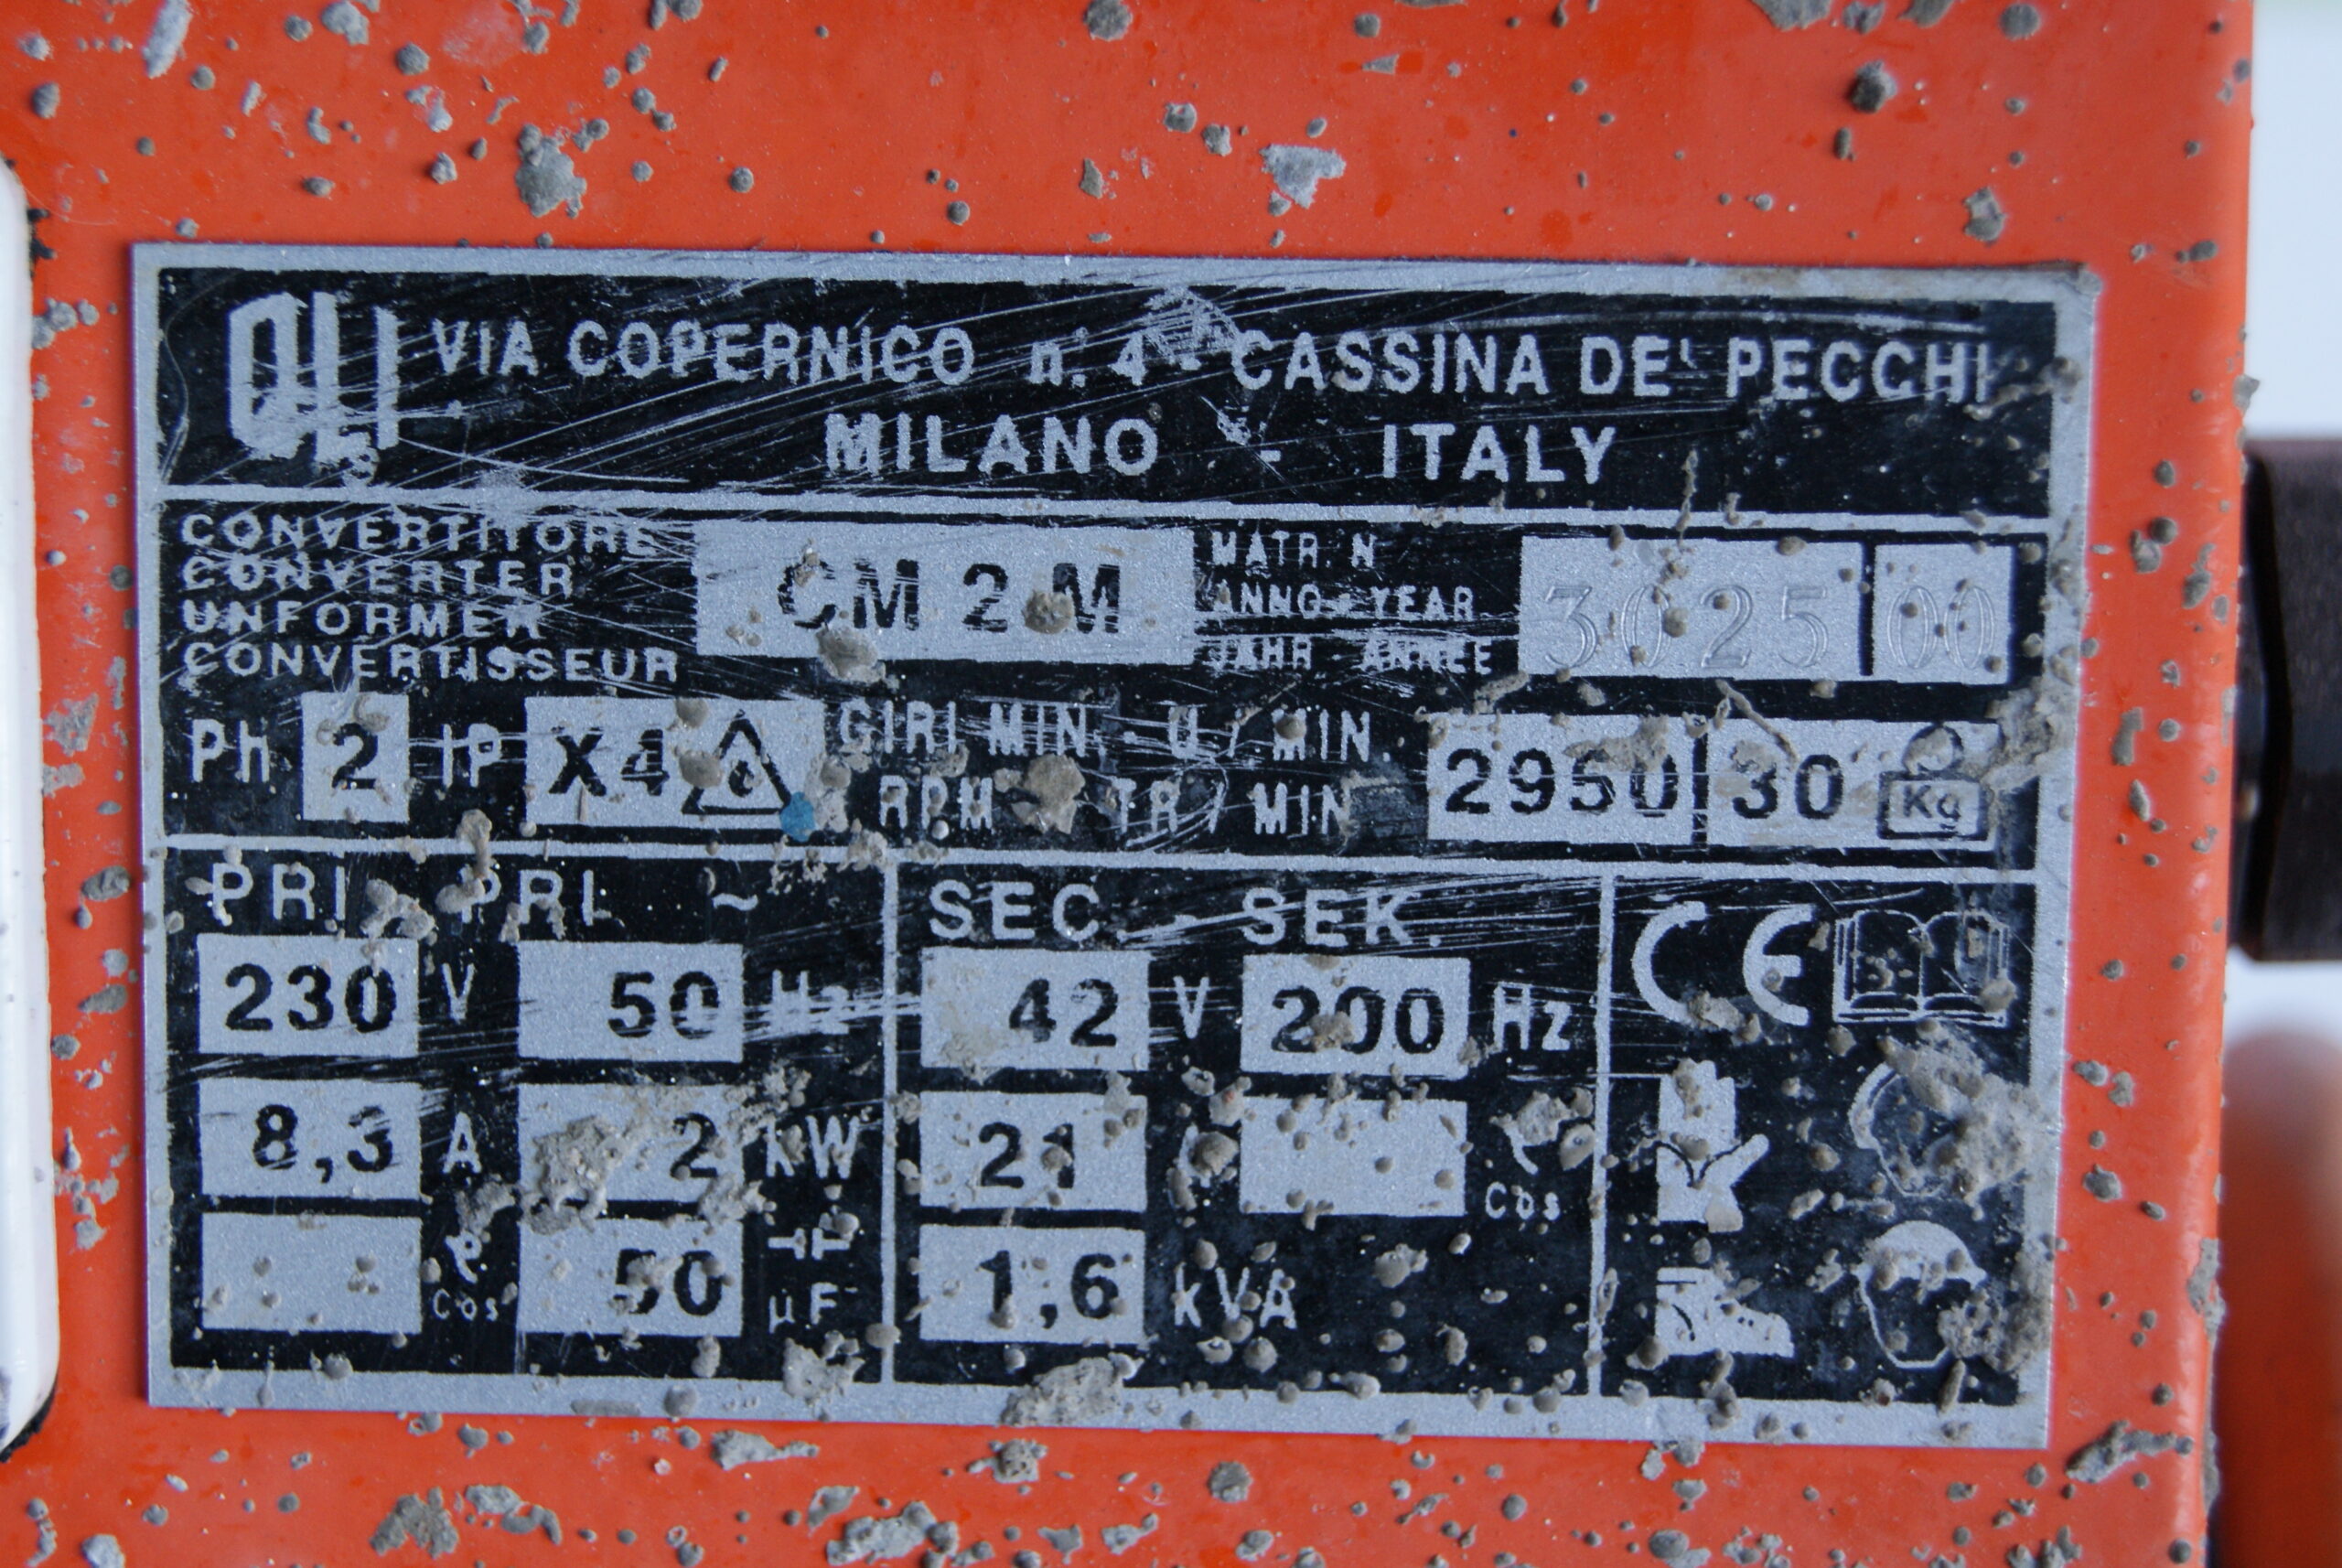 OLI
VIA COPERNICO n. 4 - CASSINA DE' PECCHI
MILANO - ITALY
CONVERTITORE
CONVERTER
UNFORMER
CONVERTISSEUR
CM 2 M
MATR. N
ANNO - YEAR
JAHR - ANNEE
3025 00
Ph 2 IP X4
GIRI MIN. - U / MIN.
RPM TR / MIN
2950 30 Kg
PRI PRI ~
230 V 50 Hz
8,3 A 2 kW
φ Cos 50 µF
SEC. - SEK.
42 V 200 Hz
21 φ Cos
1,6 kVA
CE